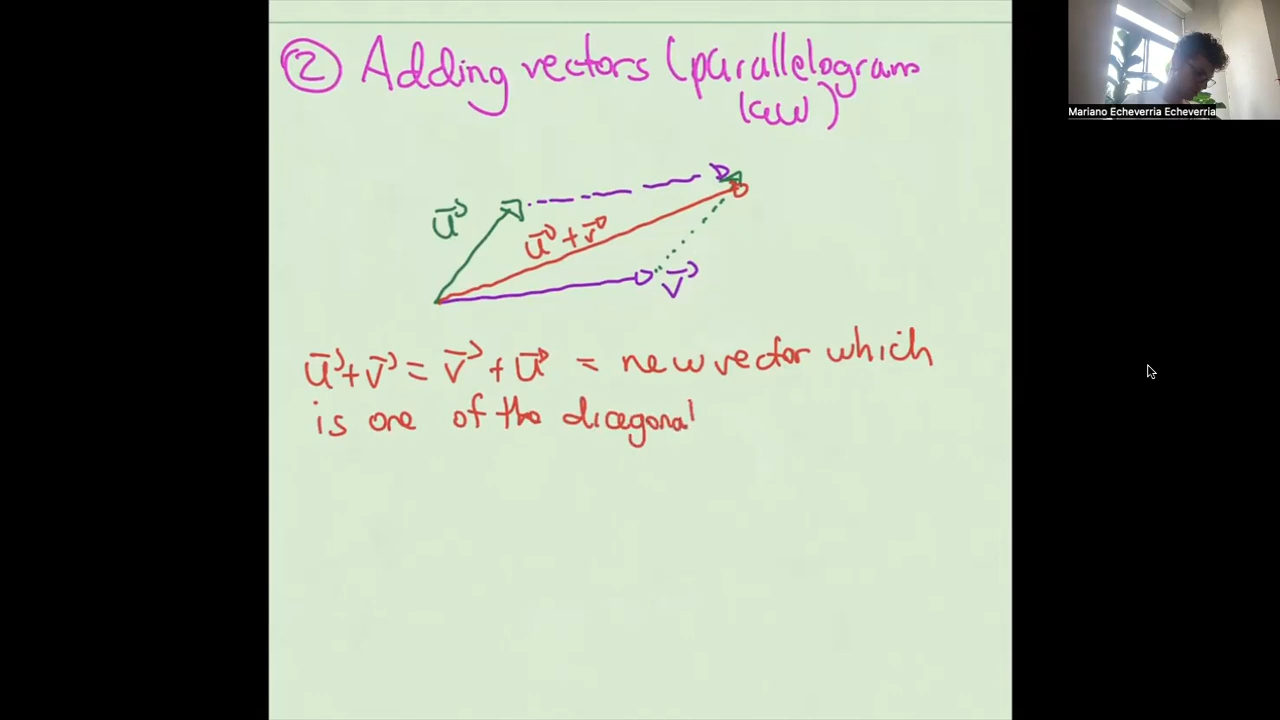 ② Adding vectors (parallelogram
law)
Mariano Echeverria Echeverria
u⃗
u⃗+v⃗
v⃗
u⃗+v⃗ = v⃗+u⃗ = new vector which
is one of the diagonal